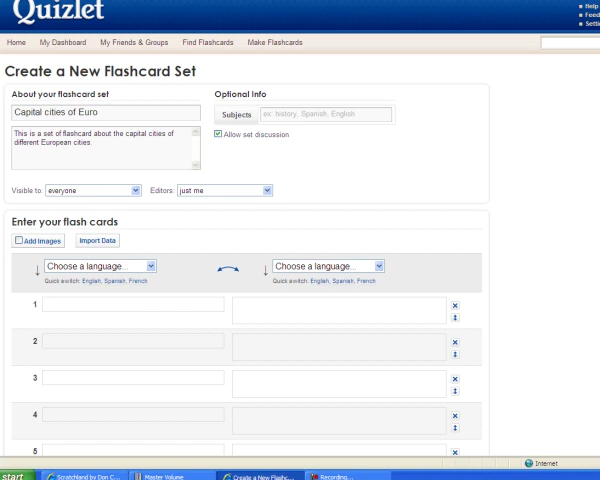 Quizlet
Help
Feed
Setti
Home My Dashboard My Friends & Groups Find Flashcards Make Flashcards
Create a New Flashcard Set
About your flashcard set Optional Info
Capital cities of Euro
Subjects ex: history, Spanish, English
This is a set of flashcard about the capital cities of
different European cities.
Allow set discussion
Visible to: everyone Editors: just me
Enter your flash cards
Add Images Import Data
Choose a language... Choose a language...
Quick switch: English, Spanish, French Quick switch: English, Spanish, French
1
2
3
4
5
Internet
start Scratchland by Don C... Master Volume Create a New Flashc... Recording...